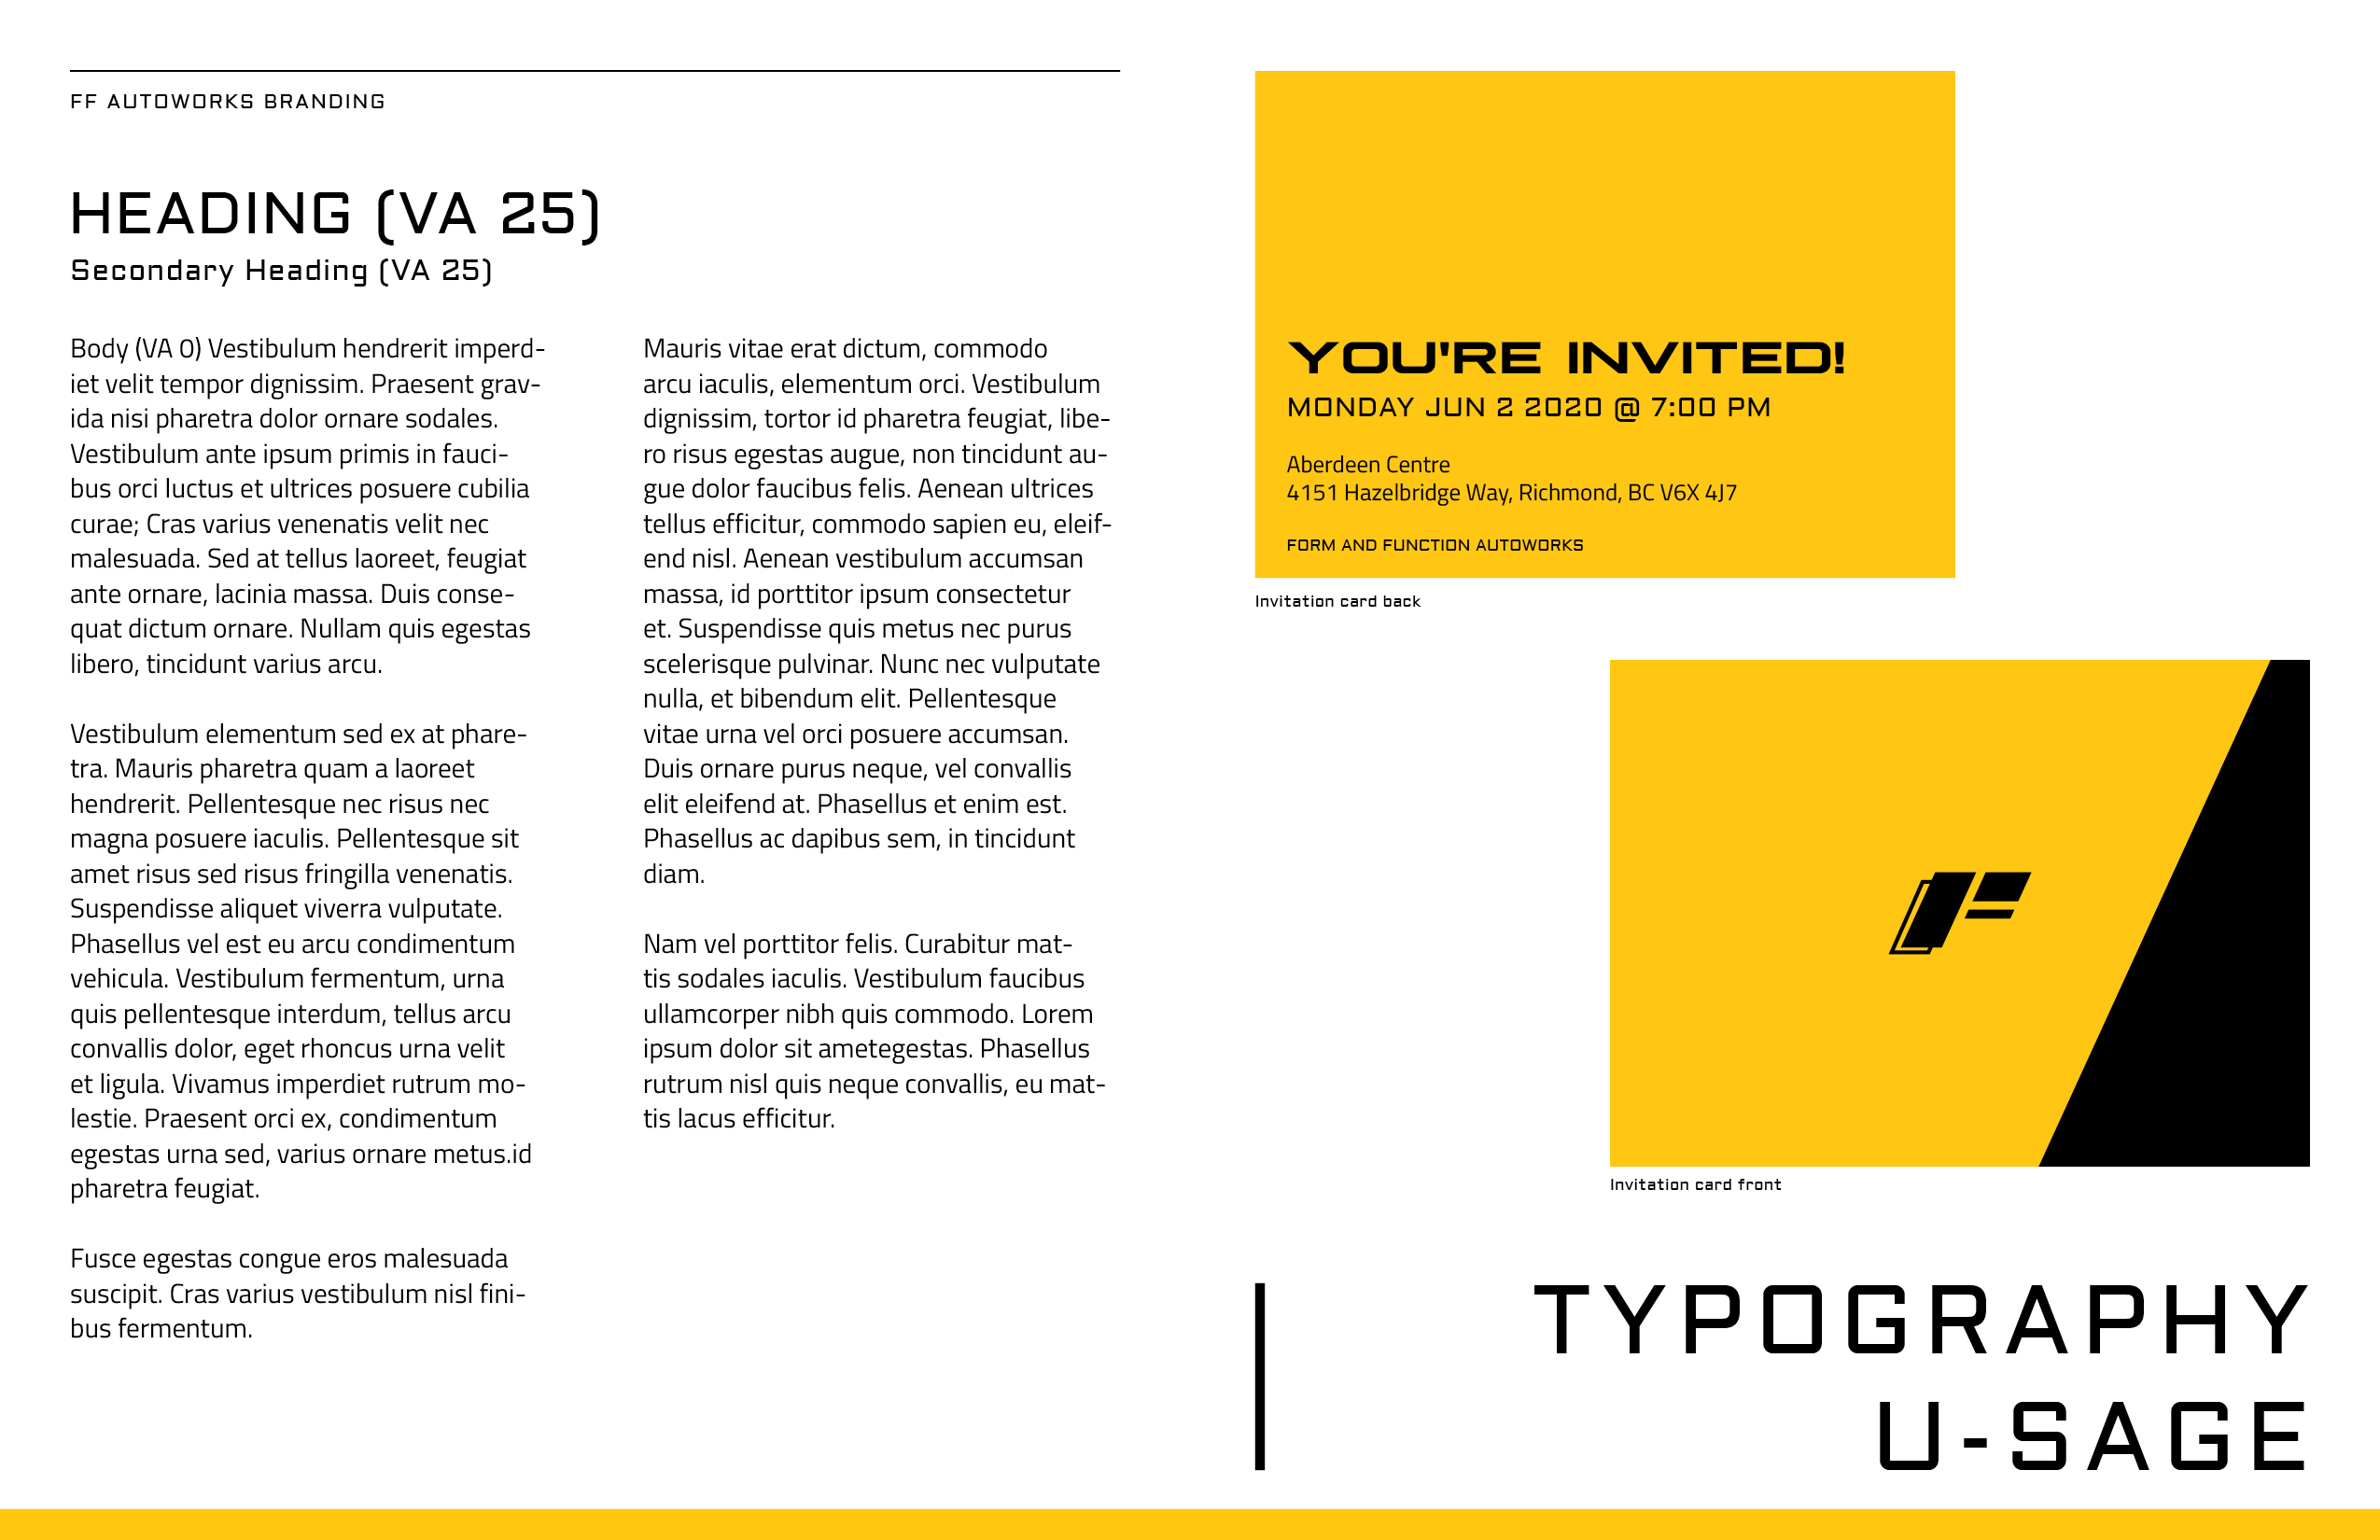 FF AUTOWORKS BRANDING
HEADING (VA 25)
Secondary Heading (VA 25)
Body (VA 0) Vestibulum hendrerit imperd-
iet velit tempor dignissim. Praesent grav-
ida nisi pharetra dolor ornare sodales.
Vestibulum ante ipsum primis in fauci-
bus orci luctus et ultrices posuere cubilia
curae; Cras varius venenatis velit nec
malesuada. Sed at tellus laoreet, feugiat
ante ornare, lacinia massa. Duis conse-
quat dictum ornare. Nullam quis egestas
libero, tincidunt varius arcu.
Vestibulum elementum sed ex at phare-
tra. Mauris pharetra quam a laoreet
hendrerit. Pellentesque nec risus nec
magna posuere iaculis. Pellentesque sit
amet risus sed risus fringilla venenatis.
Suspendisse aliquet viverra vulputate.
Phasellus vel est eu arcu condimentum
vehicula. Vestibulum fermentum, urna
quis pellentesque interdum, tellus arcu
convallis dolor, eget rhoncus urna velit
et ligula. Vivamus imperdiet rutrum mo-
lestie. Praesent orci ex, condimentum
egestas urna sed, varius ornare metus.id
pharetra feugiat.
Fusce egestas congue eros malesuada
suscipit. Cras varius vestibulum nisl fini-
bus fermentum.
Mauris vitae erat dictum, commodo
arcu iaculis, elementum orci. Vestibulum
dignissim, tortor id pharetra feugiat, libe-
ro risus egestas augue, non tincidunt au-
gue dolor faucibus felis. Aenean ultrices
tellus efficitur, commodo sapien eu, eleif-
end nisl. Aenean vestibulum accumsan
massa, id porttitor ipsum consectetur
et. Suspendisse quis metus nec purus
scelerisque pulvinar. Nunc nec vulputate
nulla, et bibendum elit. Pellentesque
vitae urna vel orci posuere accumsan.
Duis ornare purus neque, vel convallis
elit eleifend at. Phasellus et enim est.
Phasellus ac dapibus sem, in tincidunt
diam.
Nam vel porttitor felis. Curabitur mat-
tis sodales iaculis. Vestibulum faucibus
ullamcorper nibh quis commodo. Lorem
ipsum dolor sit ametegestas. Phasellus
rutrum nisl quis neque convallis, eu mat-
tis lacus efficitur.
YOU'RE INVITED!
MONDAY JUN 2 2020 @ 7:00 PM
Aberdeen Centre
4151 Hazelbridge Way, Richmond, BC V6X 4J7
FORM AND FUNCTION AUTOWORKS
Invitation card back
Invitation card front
TYPOGRAPHY
U-SAGE